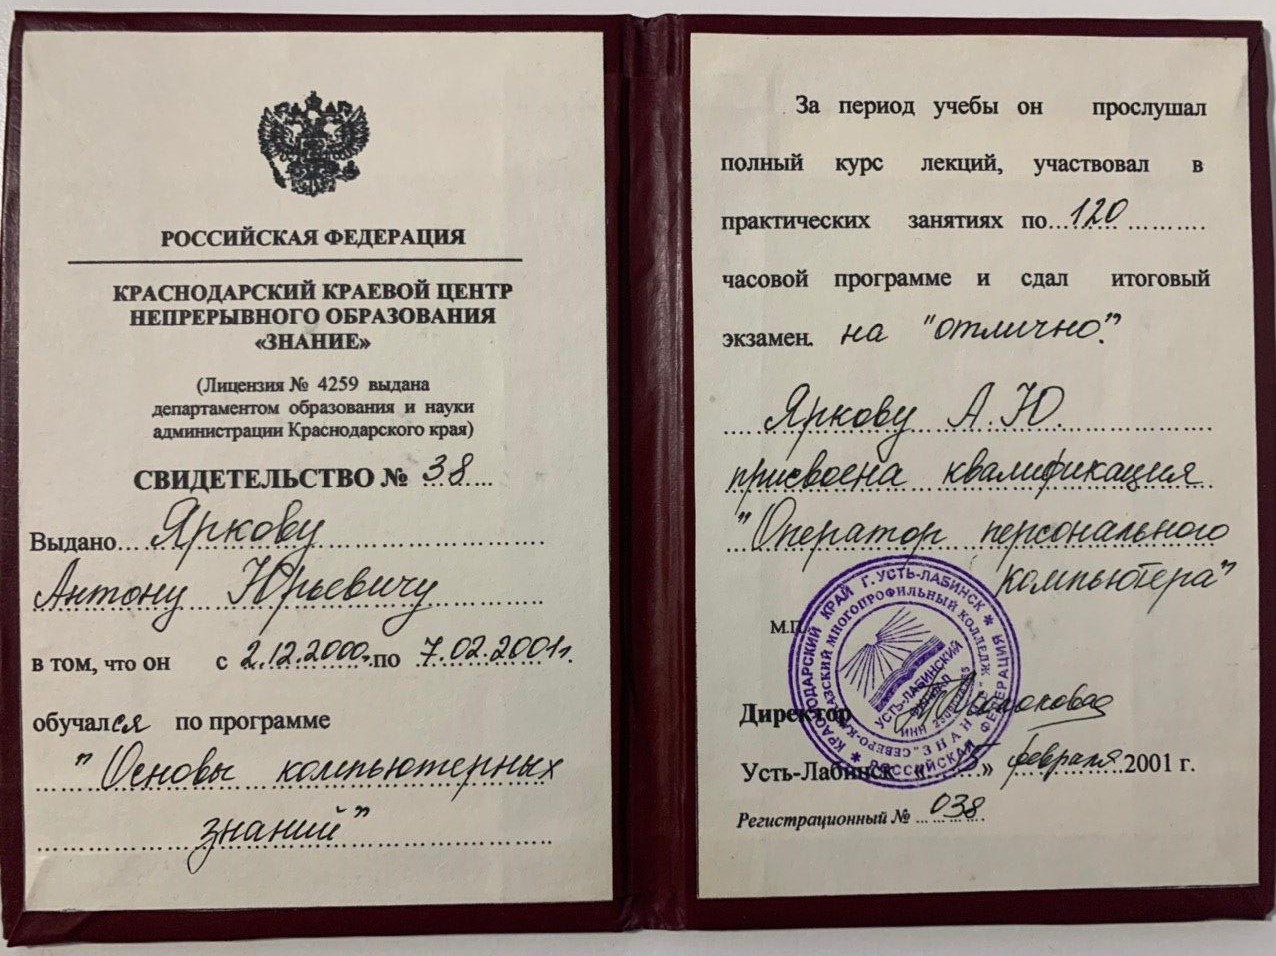 РОССИЙСКАЯ ФЕДЕРАЦИЯ
КРАСНОДАРСКИЙ КРАЕВОЙ ЦЕНТР
НЕПРЕРЫВНОГО ОБРАЗОВАНИЯ
«ЗНАНИЕ»
(Лицензия № 4259 выдана
департаментом образования и науки
администрации Краснодарского края)
СВИДЕТЕЛЬСТВО № 38
Выдано Яркову
Антону Юрьевичу
в том, что он с 2.12.2000 по 7.02.2001г.
обучался по программе
"Основы компьютерных
знаний"
За период учебы он прослушал
полный курс лекций, участвовал в
практических занятиях по 120
часовой программе и сдал итоговый
экзамен. на "отлично".
Яркову А.Ю.
присвоена квалификация
"Оператор персонального
компьютера"
М.П.
Директор
Усть-Лабинск « » февраля 2001 г.
Регистрационный № 038
КРАСНОДАРСКИЙ КРАЙ Г. УСТЬ-ЛАБИНСК * РОССИЙСКАЯ ФЕДЕРАЦИЯ *
СЕВЕРО-КАВКАЗСКИЙ МНОГОПРОФИЛЬНЫЙ КОЛЛЕДЖ "ЗНАНИЕ"
УСТЬ-ЛАБИНСКИЙ
ФИЛИАЛ
ИНН